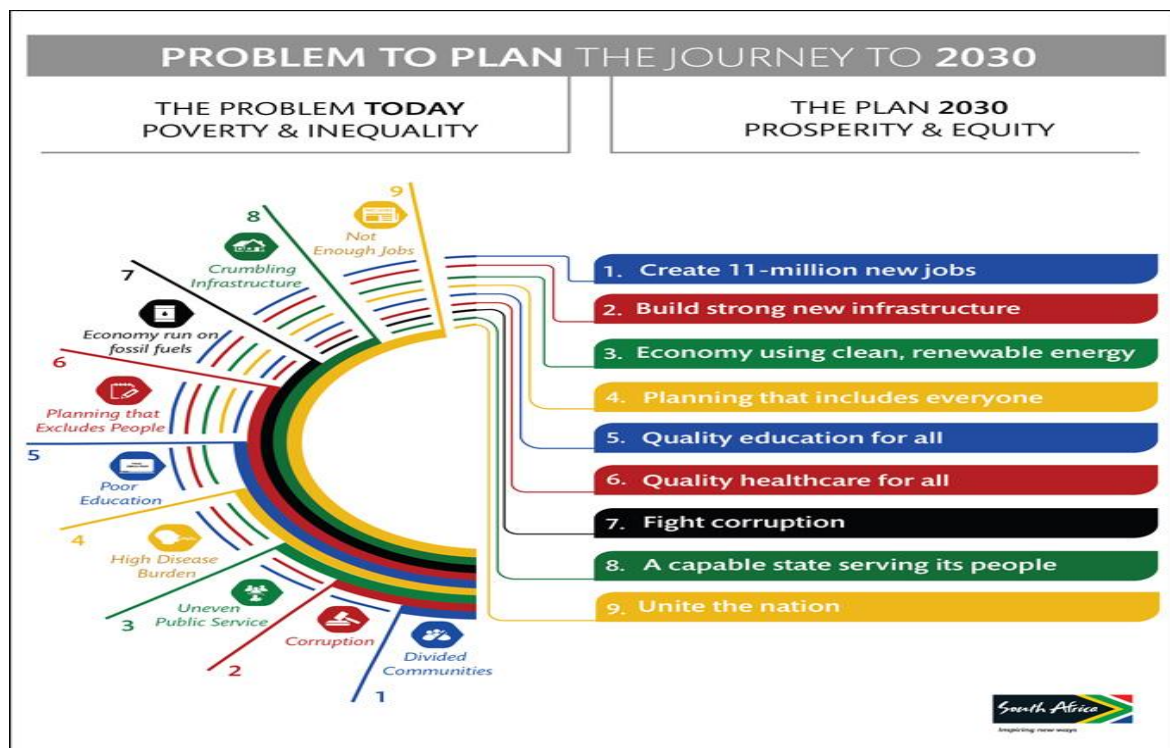 PROBLEM TO PLAN THE JOURNEY TO 2030
THE PROBLEM TODAY
POVERTY & INEQUALITY
THE PLAN 2030
PROSPERITY & EQUITY
9
Not
Enough Jobs
8
Crumbling
Infrastructure
7
Economy run on
fossil fuels
6
Planning that
Excludes People
5
Poor
Education
4
High Disease
Burden
3
Uneven
Public Service
2
Corruption
1
Divided
Communities
1. Create 11-million new jobs
2. Build strong new infrastructure
3. Economy using clean, renewable energy
4. Planning that includes everyone
5. Quality education for all
6. Quality healthcare for all
7. Fight corruption
8. A capable state serving its people
9. Unite the nation
South Africa
Inspiring new ways